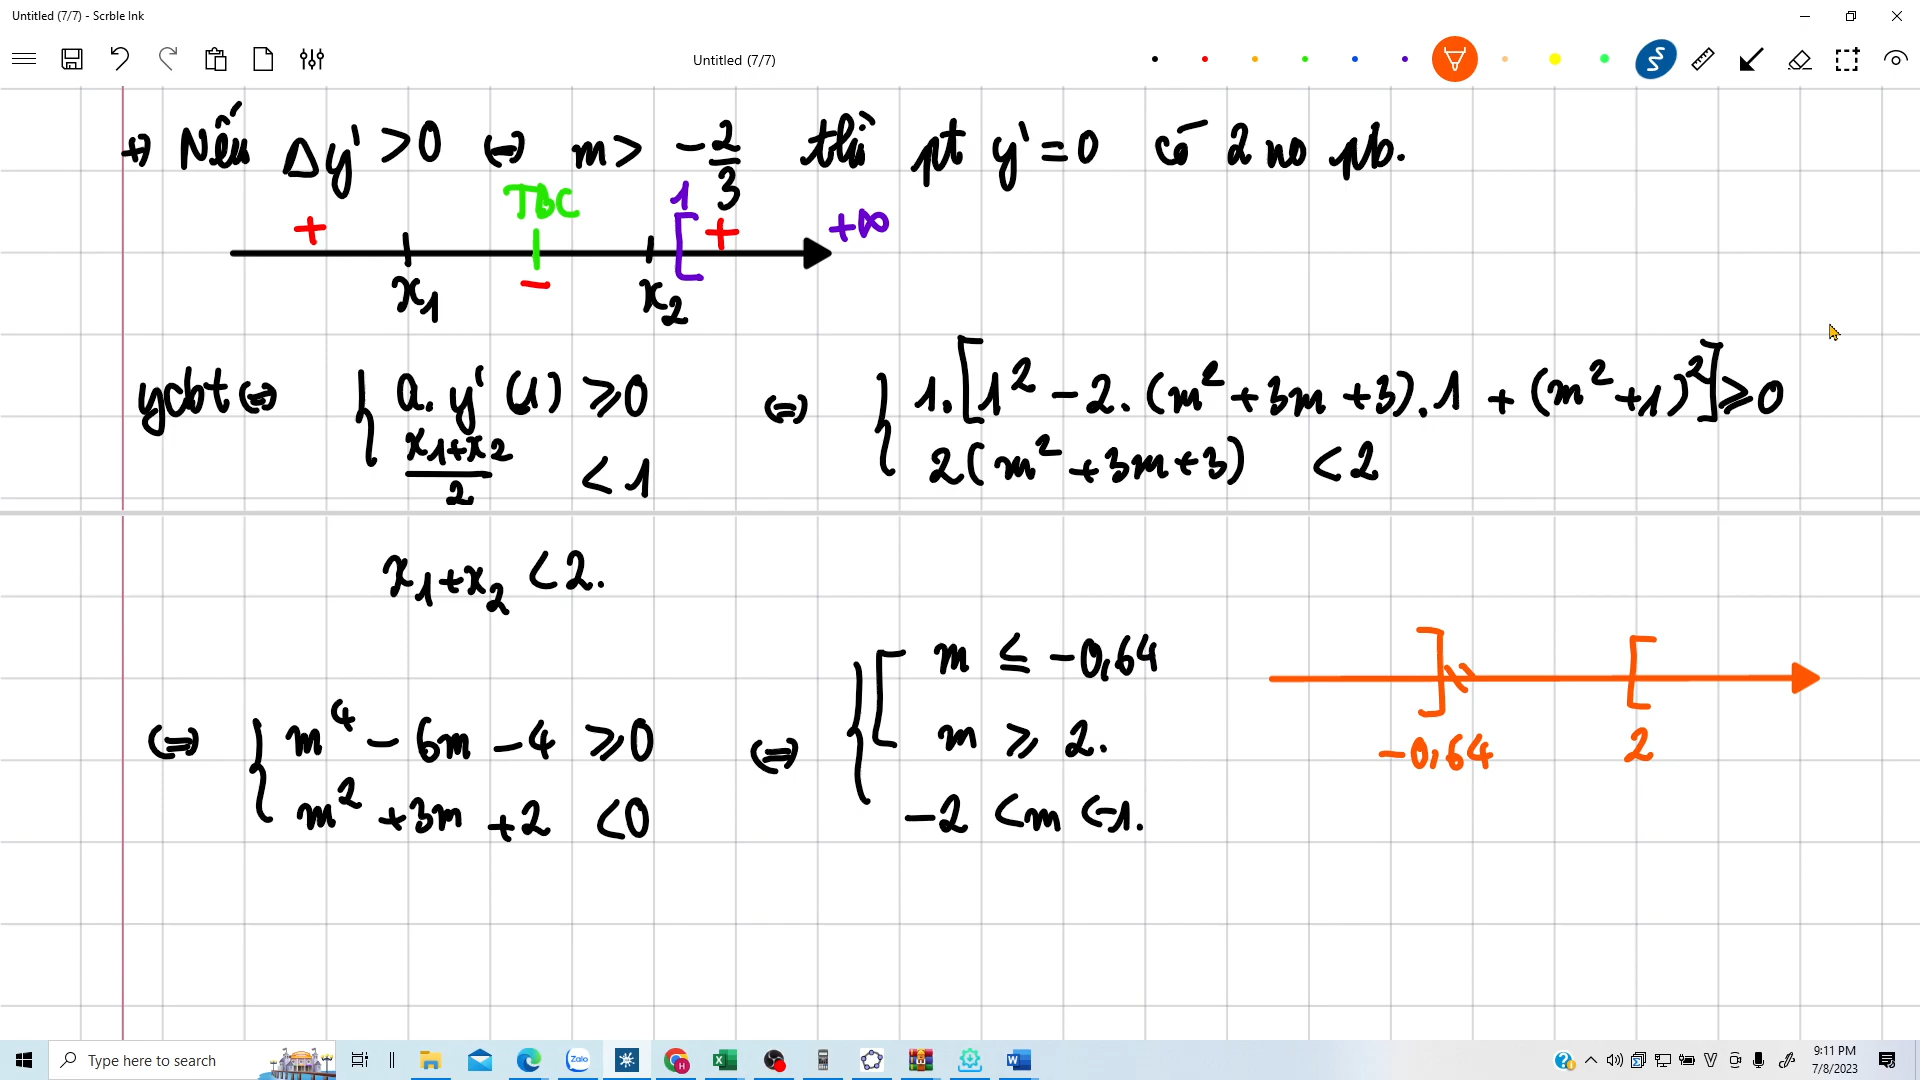 Untitled (7/7) - Scrble Ink
Untitled (7/7)
+) Nếu Δy' > 0 (=) m > -2/3 thì pt y' = 0 có 2 no pb.
TBC 1
+ + +∞
-
x₁ x₂
ycbt (=) { a. y' (1) ≥ 0 (=) { 1. [1² - 2. (m² + 3m + 3). 1 + (m² + 1)²] ≥ 0
(x₁+x₂)/2 < 1 2(m² + 3m + 3) < 2
x₁ + x₂ < 2.
(=) { m⁴ - 6m - 4 ≥ 0 (=) { [ m ≤ -0,64
m ≥ 2.
m² + 3m + 2 < 0 -2 < m < -1.
-0,64 2
Type here to search
Zalo
9:11 PM
7/8/2023